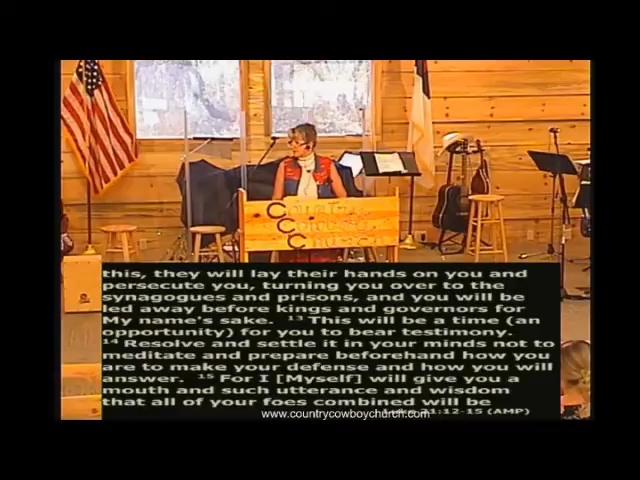 Country
Cowboy
Church
this, they will lay their hands on you and
persecute you, turning you over to the
synagogues and prisons, and you will be
led away before kings and governors for
My name's sake. 13 This will be a time (an
opportunity) for you to bear testimony.
14 Resolve and settle it in your minds not to
meditate and prepare beforehand how you
are to make your defense and how you will
answer. 15 For I [Myself] will give you a
mouth and such utterance and wisdom
that all of your foes combined will be
www.countrycowboychurch.com 21:12-15 (AMP)